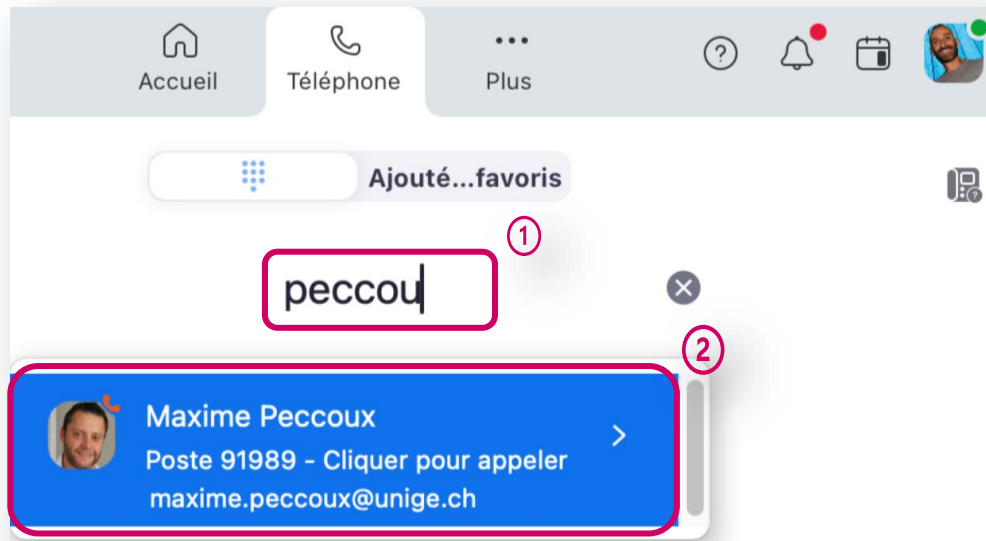 Accueil
Téléphone
Plus
Ajouté...favoris
1
peccou
2
Maxime Peccoux
Poste 91989 - Cliquer pour appeler
maxime.peccoux@unige.ch